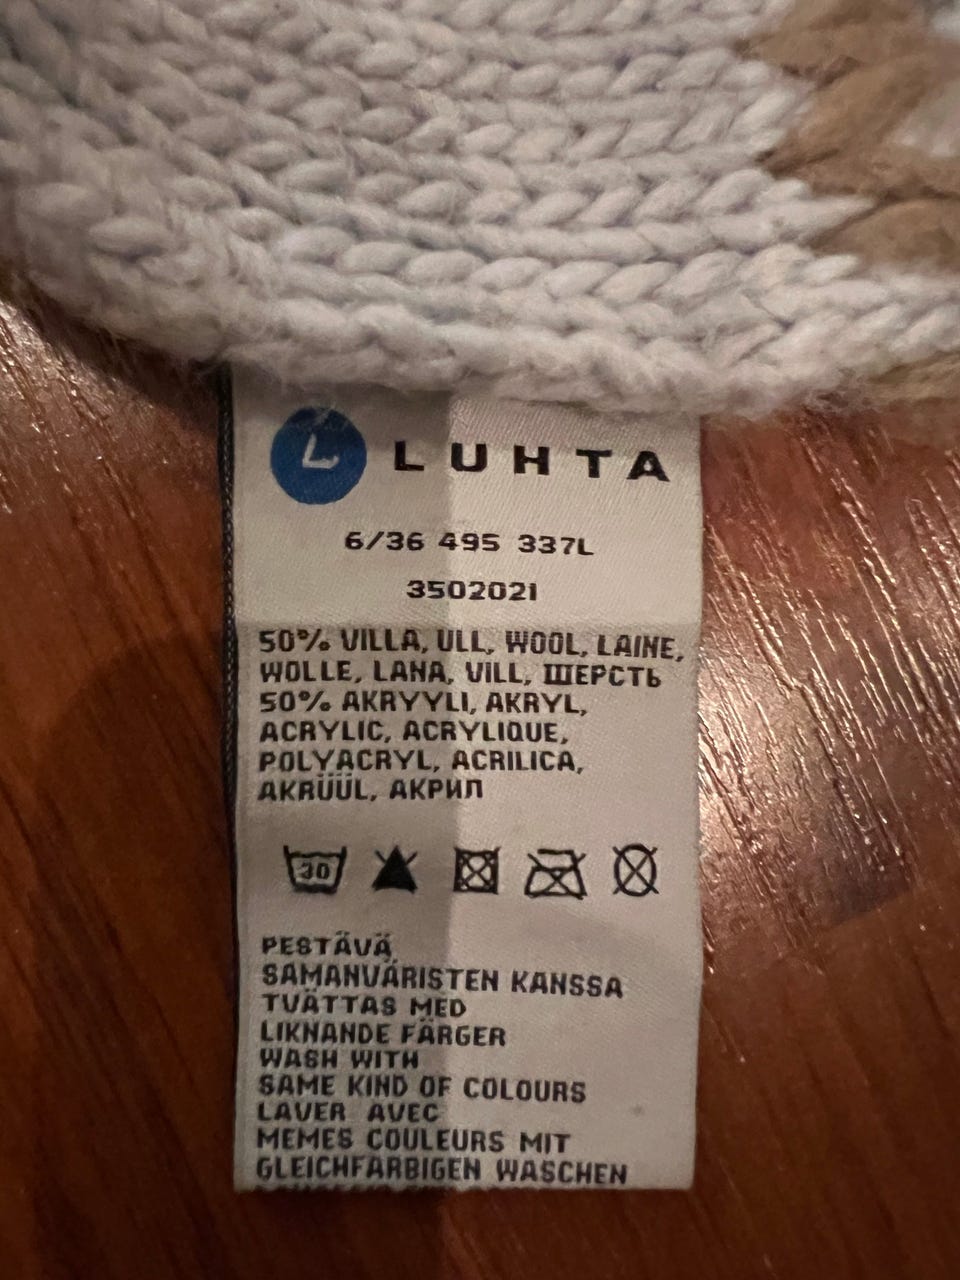 L LUHTA
6/36 495 337L
3502021
50% VILLA, ULL, WOOL, LAINE,
WOLLE, LANA, VILL, ШЕРСТЬ
50% AKRYYLI, AKRYL,
ACRYLIC, ACRYLIQUE,
POLYACRYL, ACRILICA,
AKRÜÜL, АКРИЛ
30
PESTÄVÄ
SAMANVÄRISTEN KANSSA
TVÄTTAS MED
LIKNANDE FÄRGER
WASH WITH
SAME KIND OF COLOURS
LAVER AVEC
MEMES COULEURS MIT
GLEICHFARBIGEN WASCHEN